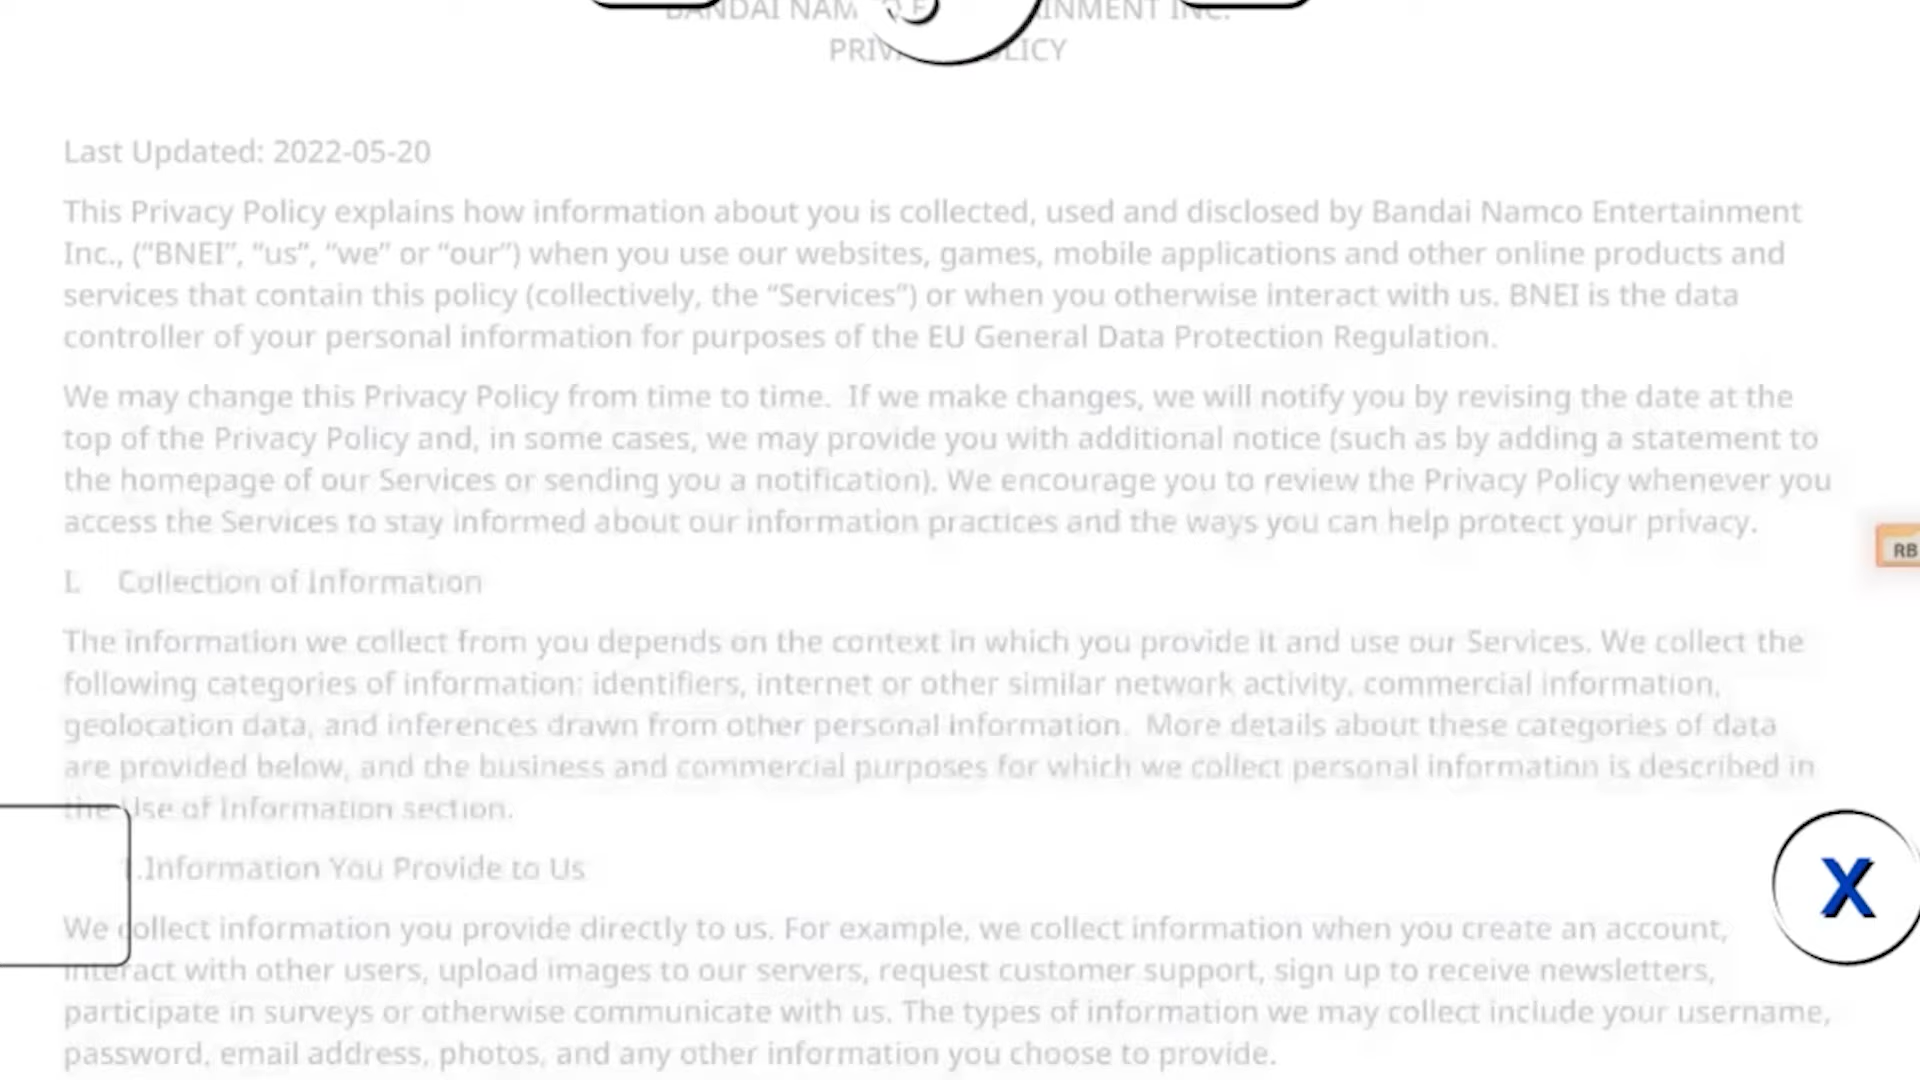 BANDAI NAM E AINMENT INC.
PRIV LICY
Last Updated: 2022-05-20
This Privacy Policy explains how information about you is collected, used and disclosed by Bandai Namco Entertainment
Inc., (“BNEI”, “us”, “we” or “our”) when you use our websites, games, mobile applications and other online products and
services that contain this policy (collectively, the “Services”) or when you otherwise interact with us. BNEI is the data
controller of your personal information for purposes of the EU General Data Protection Regulation.
We may change this Privacy Policy from time to time.  If we make changes, we will notify you by revising the date at the
top of the Privacy Policy and, in some cases, we may provide you with additional notice (such as by adding a statement to
the homepage of our Services or sending you a notification). We encourage you to review the Privacy Policy whenever you
access the Services to stay informed about our information practices and the ways you can help protect your privacy.
RB
I. Collection of Information
The information we collect from you depends on the context in which you provide it and use our Services. We collect the
following categories of information: identifiers, internet or other similar network activity, commercial information,
geolocation data, and inferences drawn from other personal information.  More details about these categories of data
are provided below, and the business and commercial purposes for which we collect personal information is described in
the Use of Information section.
1.Information You Provide to Us
X
We collect information you provide directly to us. For example, we collect information when you create an account,
interact with other users, upload images to our servers, request customer support, sign up to receive newsletters,
participate in surveys or otherwise communicate with us. The types of information we may collect include your username,
password, email address, photos, and any other information you choose to provide.